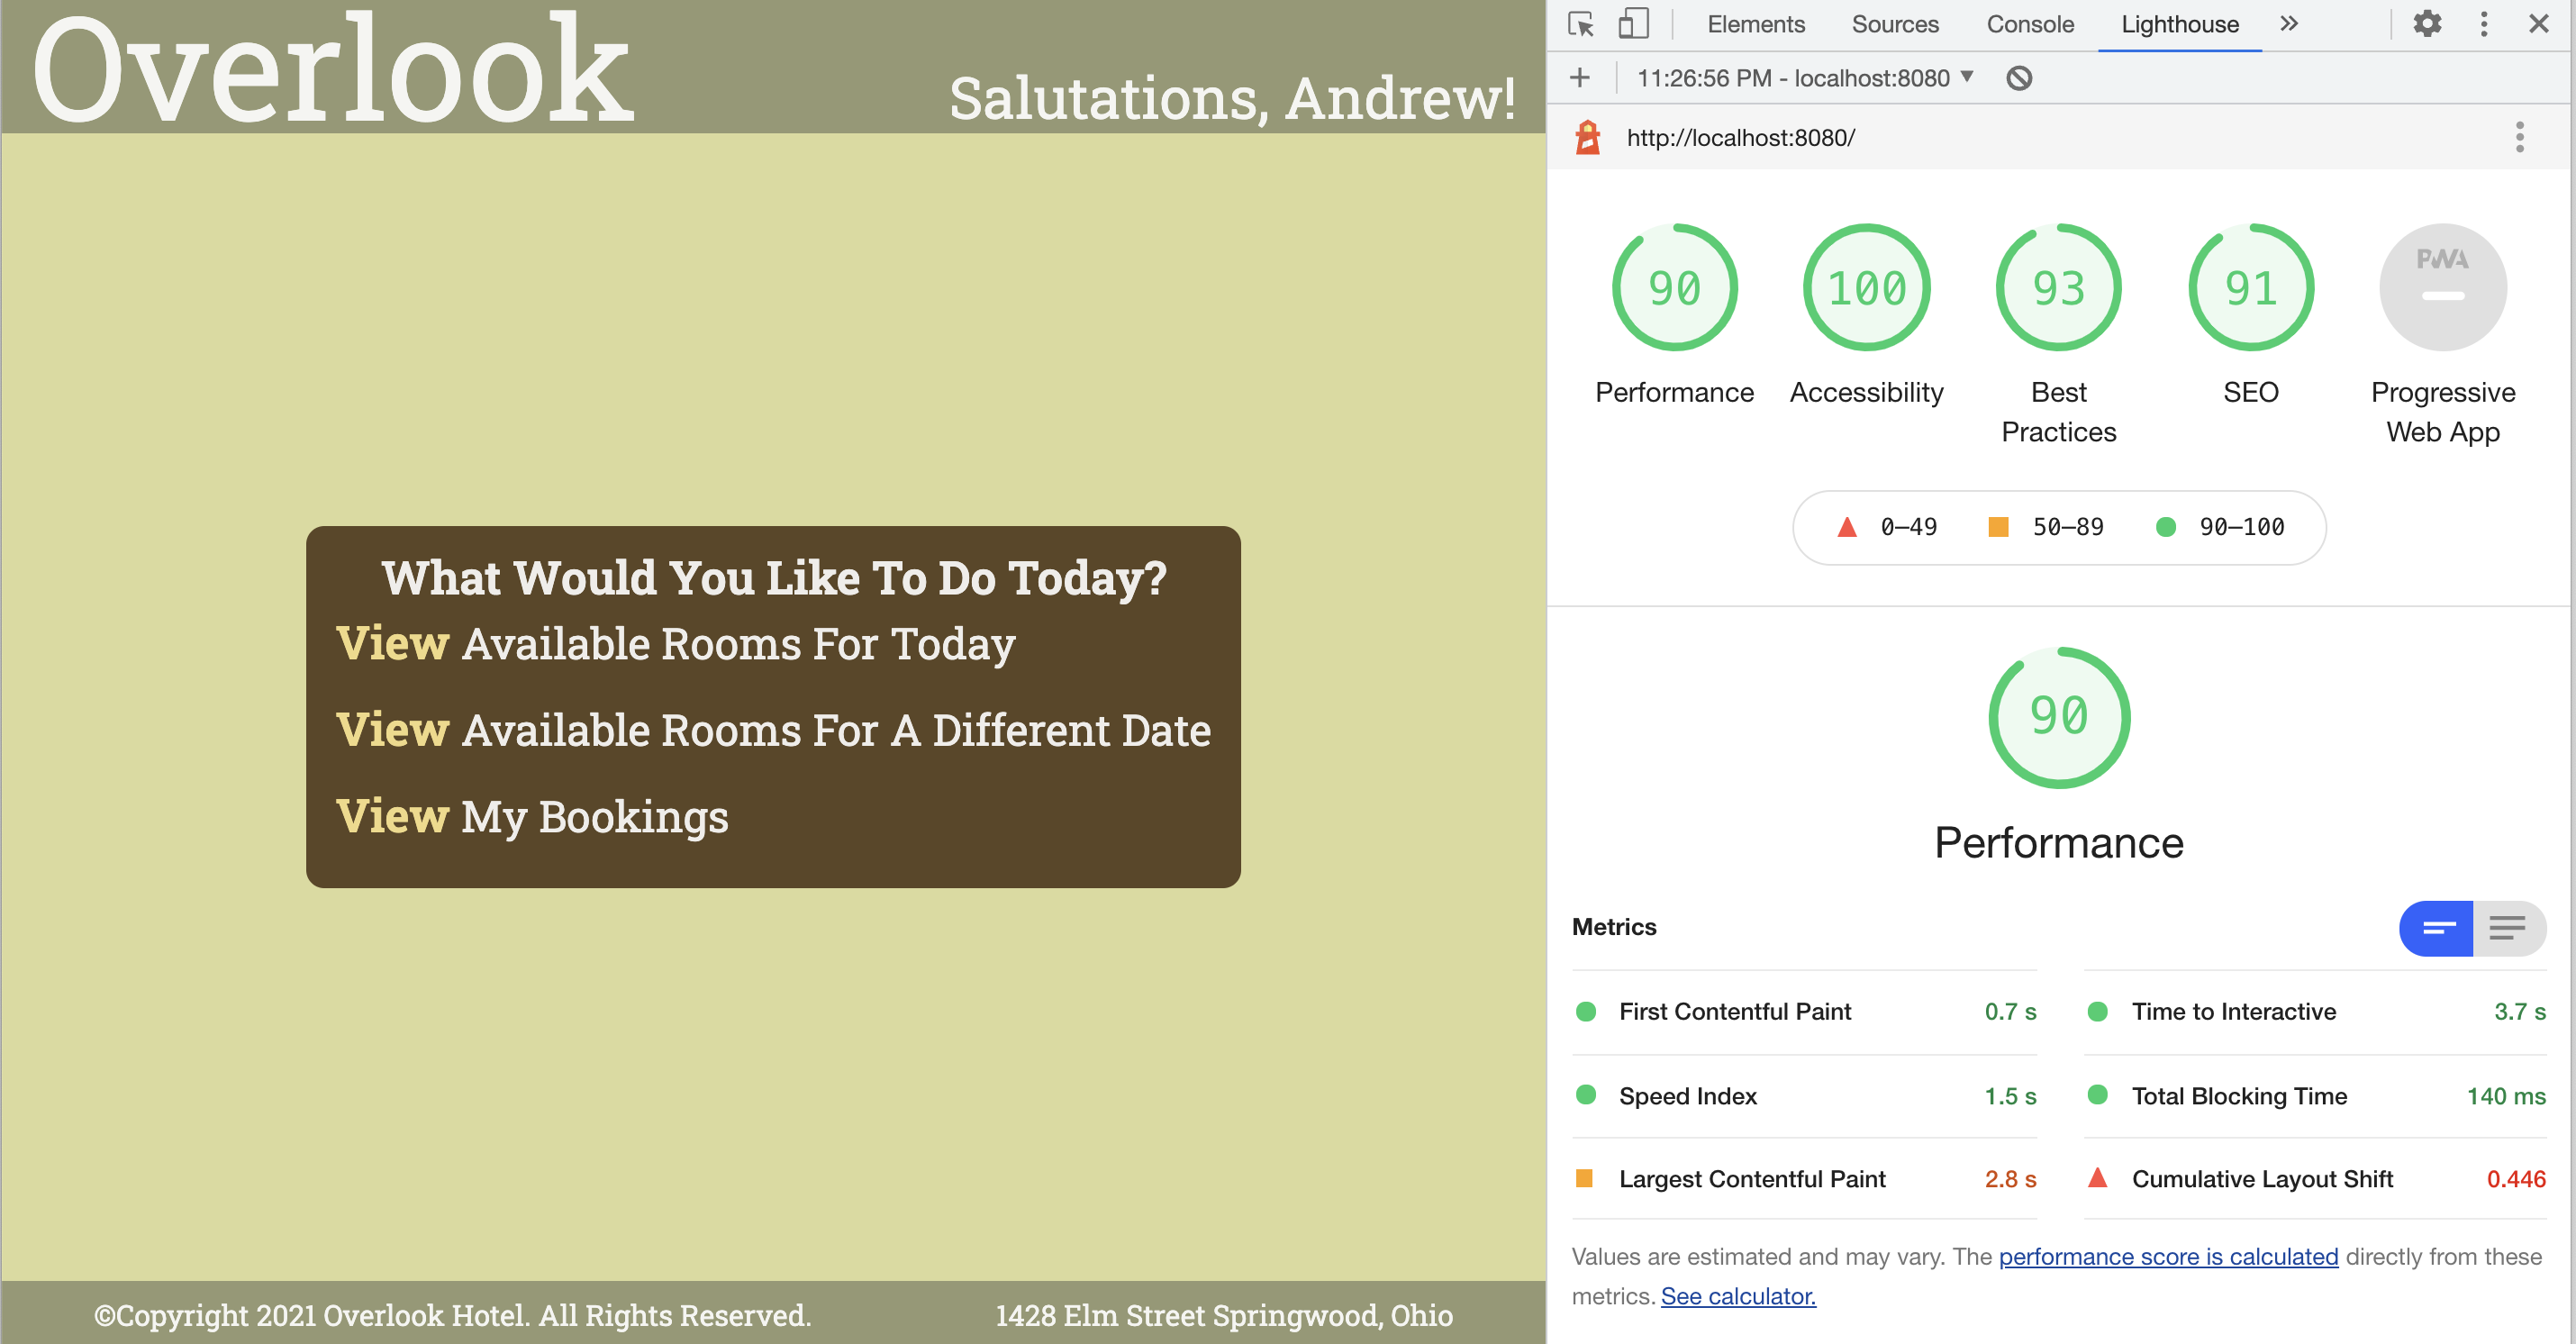 Overlook
Salutations, Andrew!
What Would You Like To Do Today?
View Available Rooms For Today
View Available Rooms For A Different Date
View My Bookings
©Copyright 2021 Overlook Hotel. All Rights Reserved.
1428 Elm Street Springwood, Ohio
Elements Sources Console Lighthouse »
+ 11:26:56 PM - localhost:8080
http://localhost:8080/
90 100 93 91 PWA
Performance Accessibility Best Practices SEO Progressive Web App
0–49 50–89 90–100
90
Performance
Metrics
First Contentful Paint 0.7 s
Time to Interactive 3.7 s
Speed Index 1.5 s
Total Blocking Time 140 ms
Largest Contentful Paint 2.8 s
Cumulative Layout Shift 0.446
Values are estimated and may vary. The performance score is calculated directly from these
metrics. See calculator.